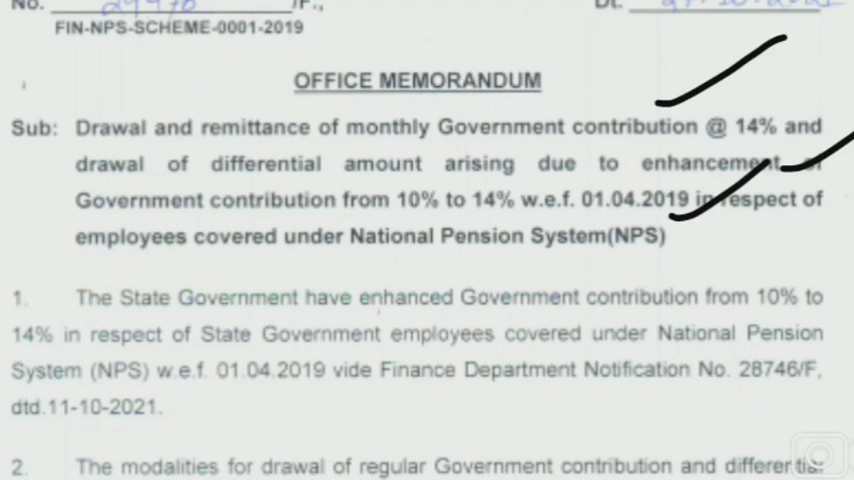 No. /F.,
Dt.
FIN-NPS-SCHEME-0001-2019
OFFICE MEMORANDUM
Sub: Drawal and remittance of monthly Government contribution @ 14% and
drawal of differential amount arising due to enhancement of
Government contribution from 10% to 14% w.e.f. 01.04.2019 in respect of
employees covered under National Pension System(NPS)
1. The State Government have enhanced Government contribution from 10% to
14% in respect of State Government employees covered under National Pension
System (NPS) w.e.f. 01.04.2019 vide Finance Department Notification No. 28746/F,
dtd.11-10-2021.
2. The modalities for drawal of regular Government contribution and differential